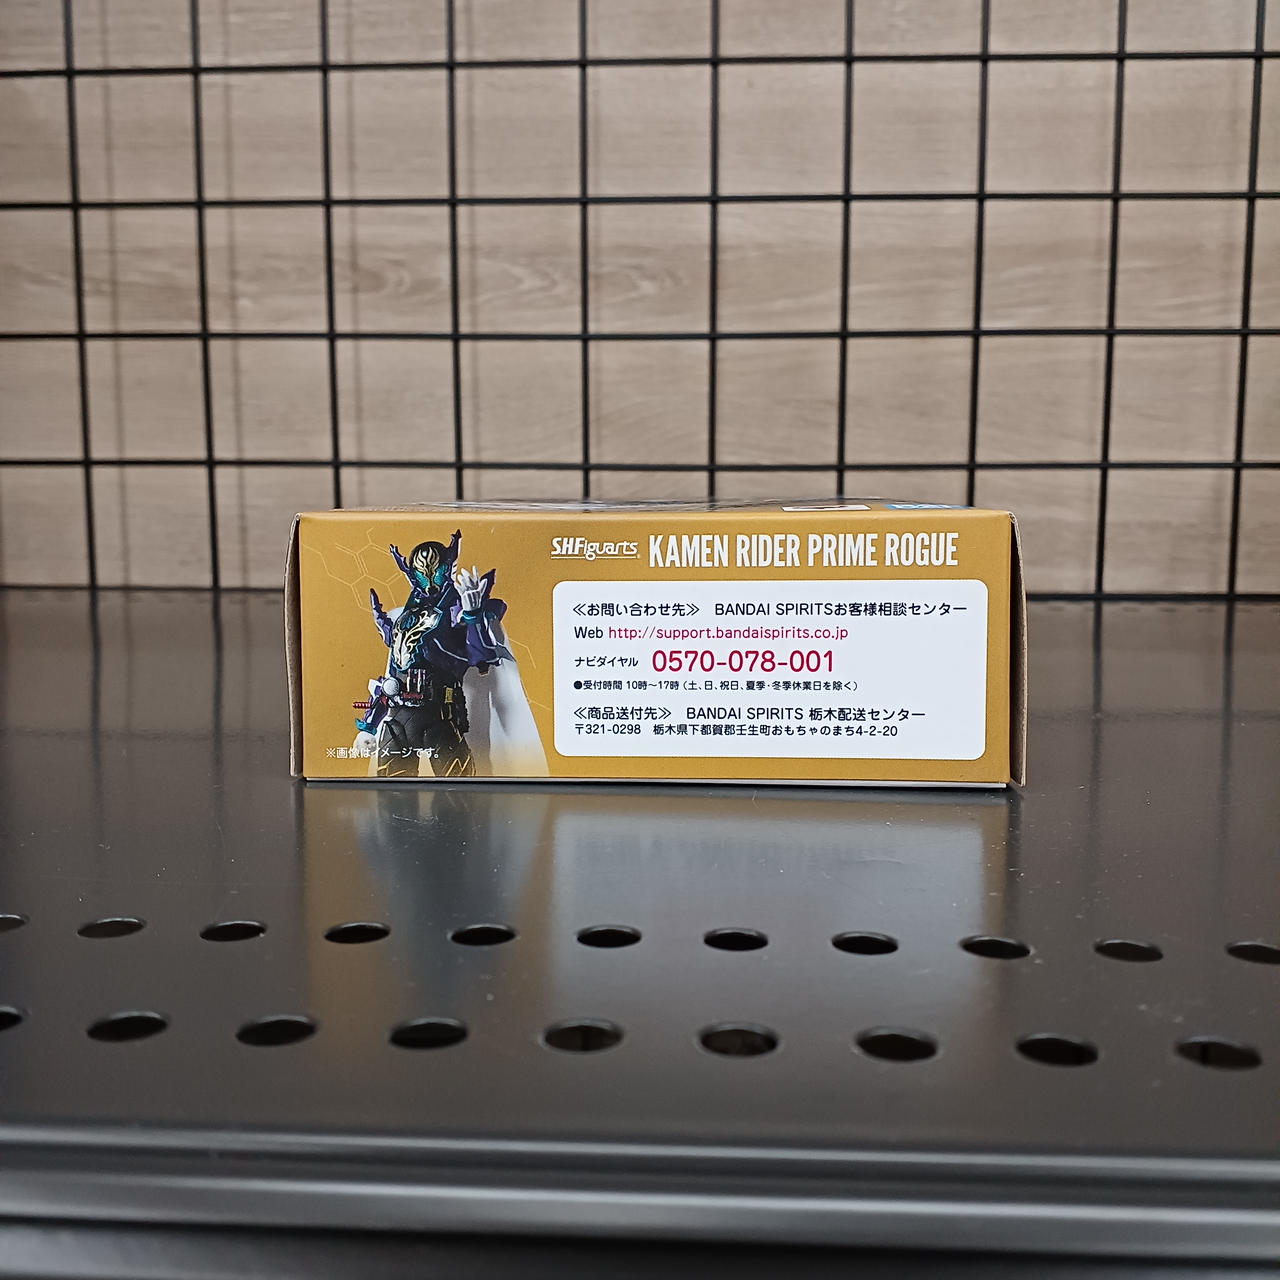 S.H.Figuarts KAMEN RIDER PRIME ROGUE
≪お問い合わせ先≫ BANDAI SPIRITSお客様相談センター
Web http://support.bandaispirits.co.jp
ナビダイヤル 0570-078-001
●受付時間 10時～17時（土、日、祝日、夏季・冬季休業日を除く）
≪商品送付先≫ BANDAI SPIRITS 栃木配送センター
〒321-0298 栃木県下都賀郡壬生町おもちゃのまち4-2-20
※画像はイメージです。